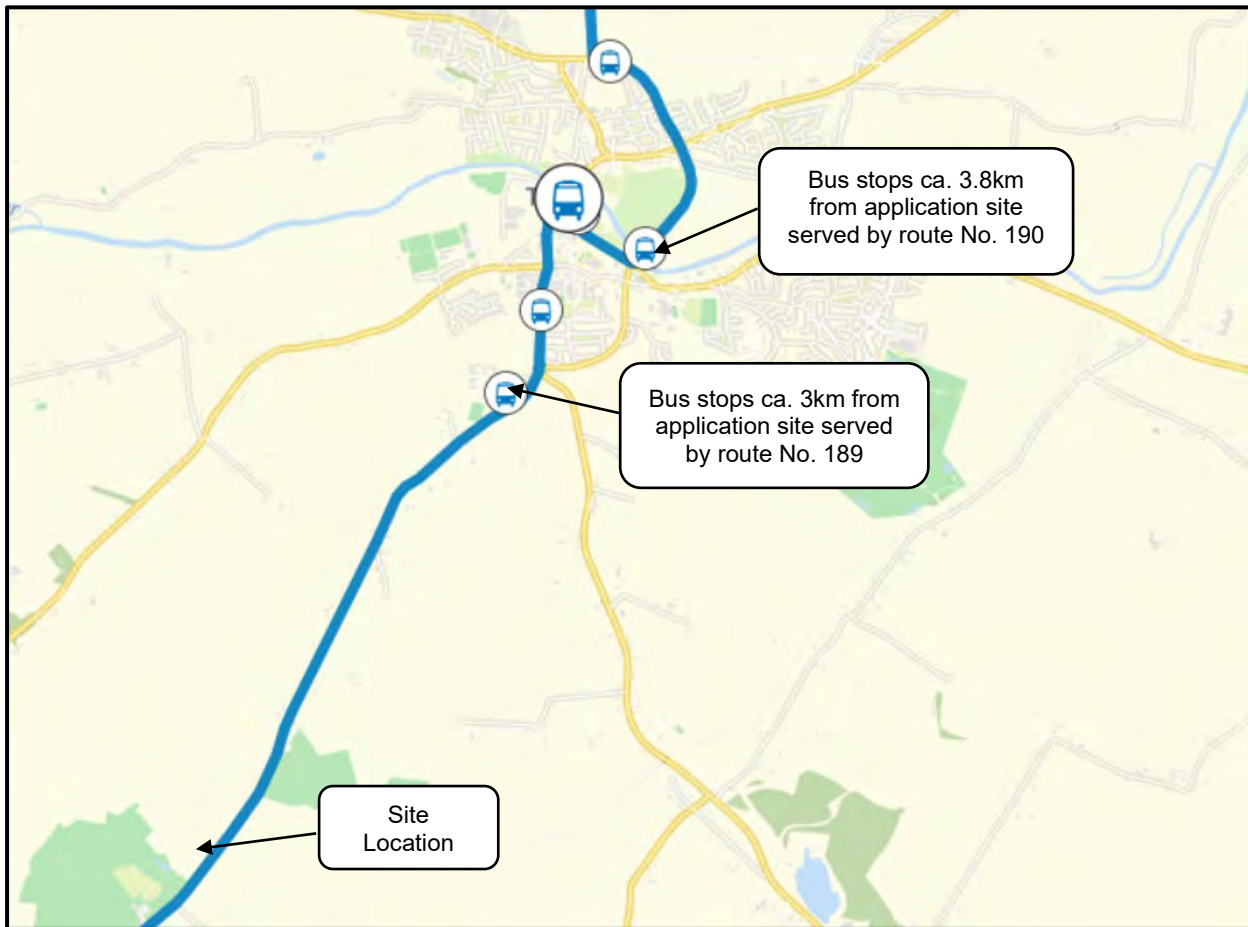 Bus stops ca. 3.8km
from application site
served by route No. 190
T
Bus stops ca. 3km from
application site served
by route No. 189
Site
Location